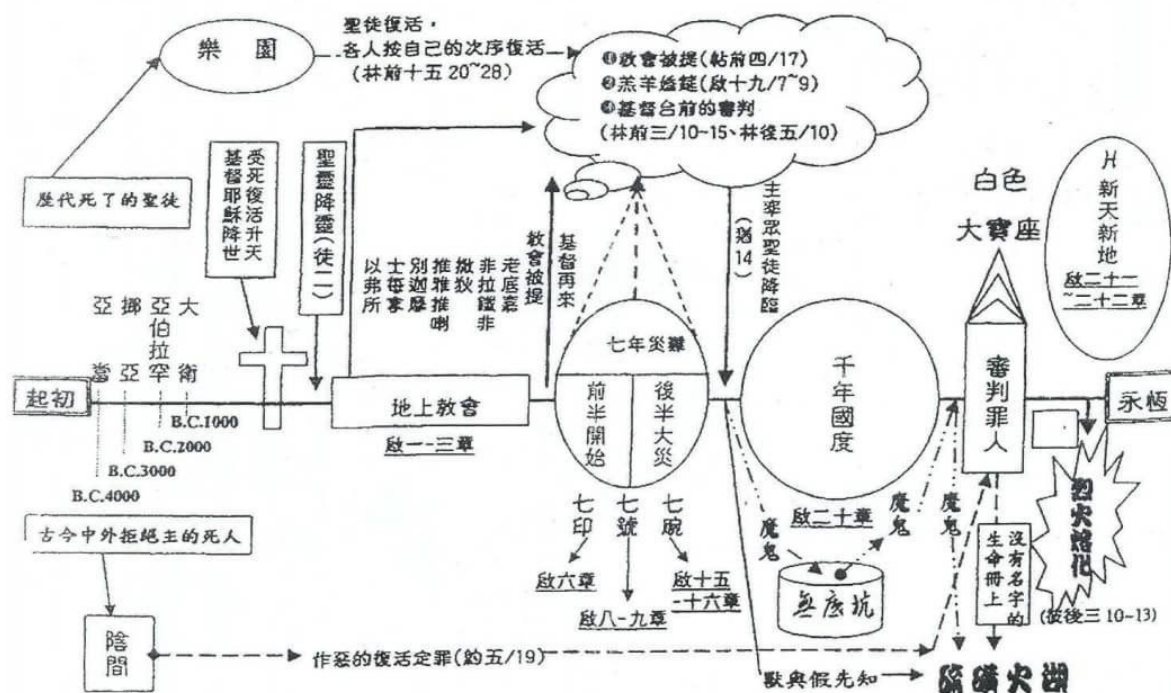 樂園
聖徒復活，
各人按自己的次序復活
(林前十五20~28)
❶教會被提(帖前四/17)
❷羔羊婚筵(啟十九/7~9)
❹基督台前的審判
(林前三/10~15、林後五/10)
歷代死了的聖徒
基督耶穌降世
受死復活升天
聖靈降靈(徒二)
以弗所
士每拿
別迦摩
推雅推喇
撒狄
非拉鐵非
老底嘉
教會被提
基督再來
主率眾聖徒降臨
(猶14)
白色
大寶座
H
新天新地
啟二十一
~二十二章
亞當
挪亞
亞伯拉罕
大衛
起初
B.C.1000
B.C.2000
B.C.3000
B.C.4000
地上教會
啟一-三章
七年災難
前半開始
後半大災
千年國度
啟二十章
審判罪人
永恆
七印
七號
七碗
啟六章
啟八-九章
啟十五
-十六章
魔鬼
魔鬼
魔鬼
無底坑
沒有名字的
生命冊上
烈火熔化
(彼後三10-13)
古今中外拒絕主的死人
陰間
作惡的復活定罪(約五/19)
獸與假先知
硫磺火湖